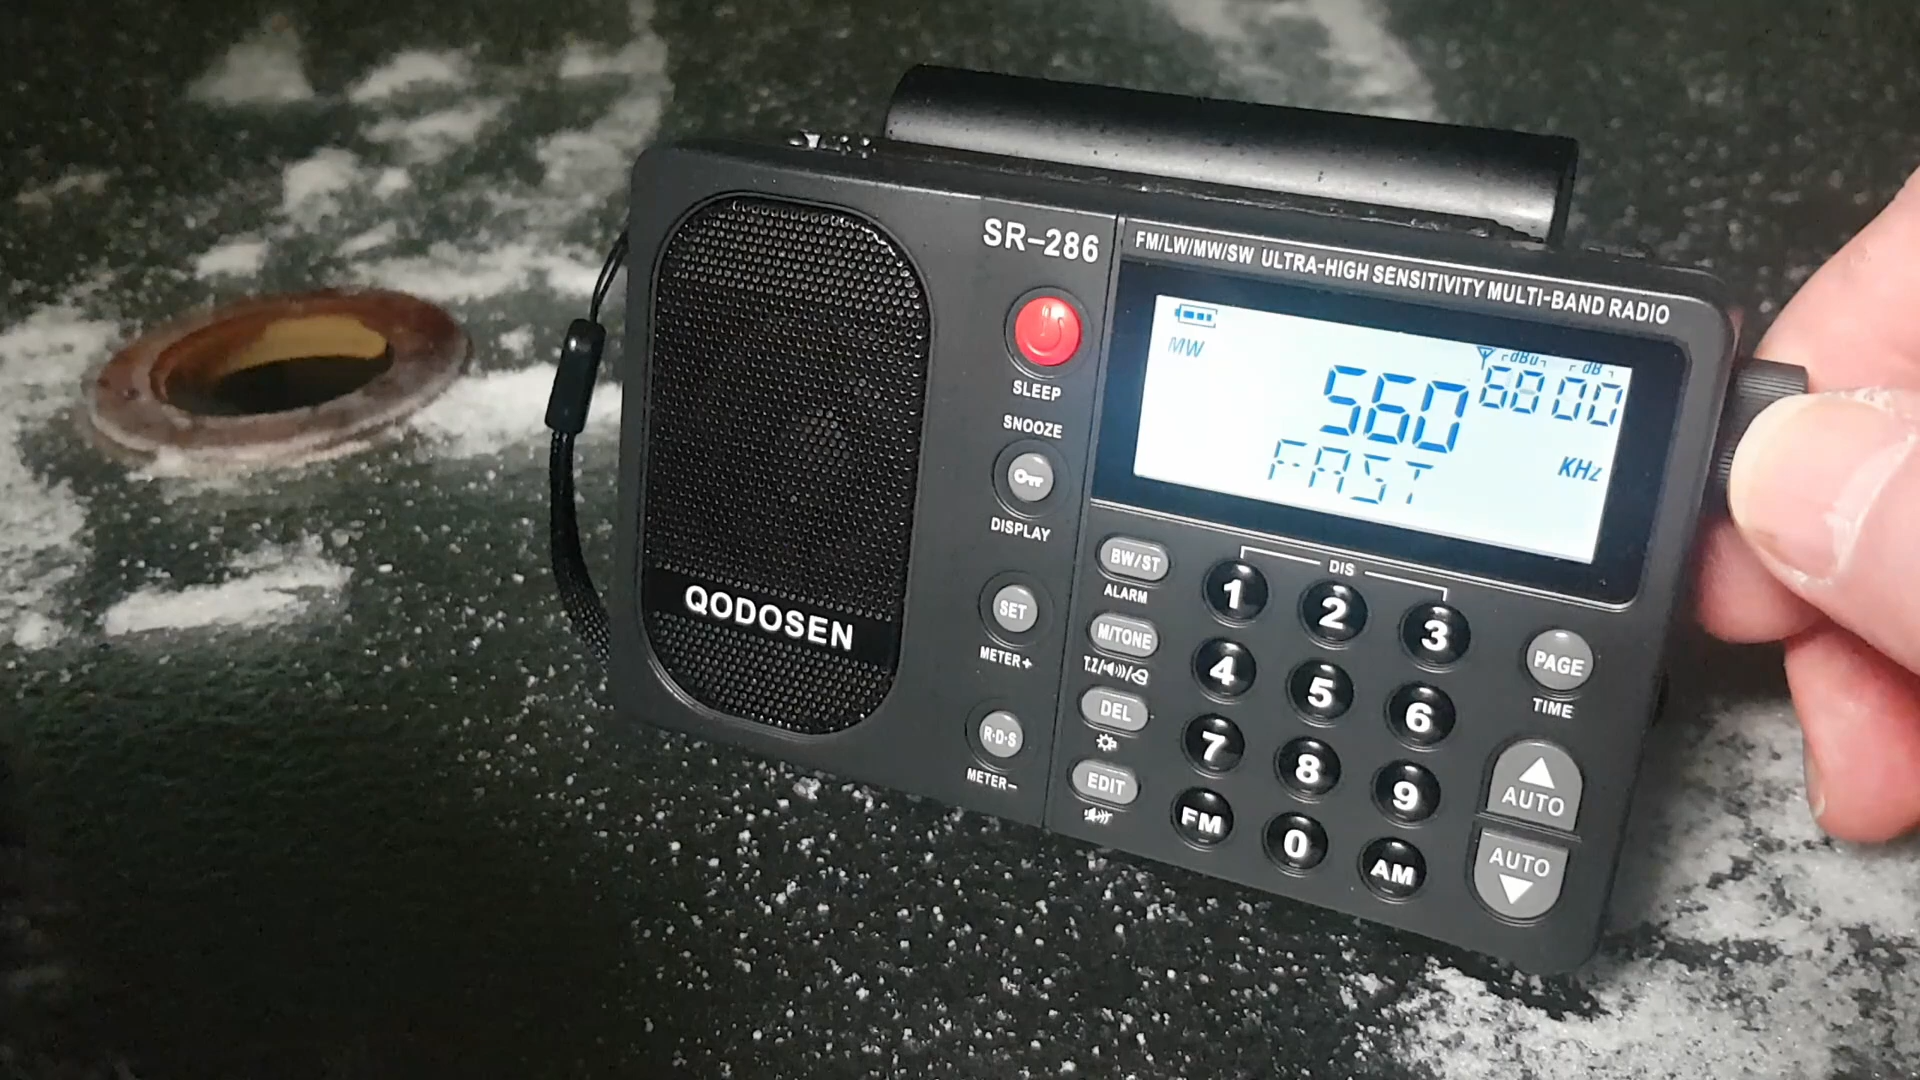 SR-286
FM/LW/MW/SW ULTRA-HIGH SENSITIVITY MULTI-BAND RADIO
SLEEP
SNOOZE
DISPLAY
SET
METER+
R·D·S
METER-
QODOSEN
MW
dBu dB
560 68 00
KHz
FAST
BW/ST
ALARM
M/TONE
T.Z/
DEL
EDIT
DIS
1 2 3
4 5 6
7 8 9
FM 0 AM
PAGE
TIME
AUTO
AUTO